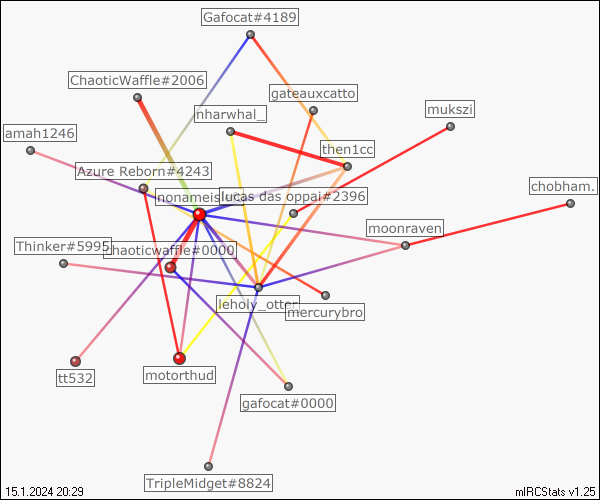 Gafocat#4189
ChaoticWaffle#2006
gateauxcatto
nharwhal_
mukszi
amah1246
then1cc
Azure Reborn#4243
chobham.
lucas das oppai#2396
moonraven
Thinker#5995
Chaoticwaffle#0000
leholy_otter
mercurybro
tt532
motorthud
gafocat#0000
TripleMidget#8824
15.1.2024 20:29
mIRCStats v1.25